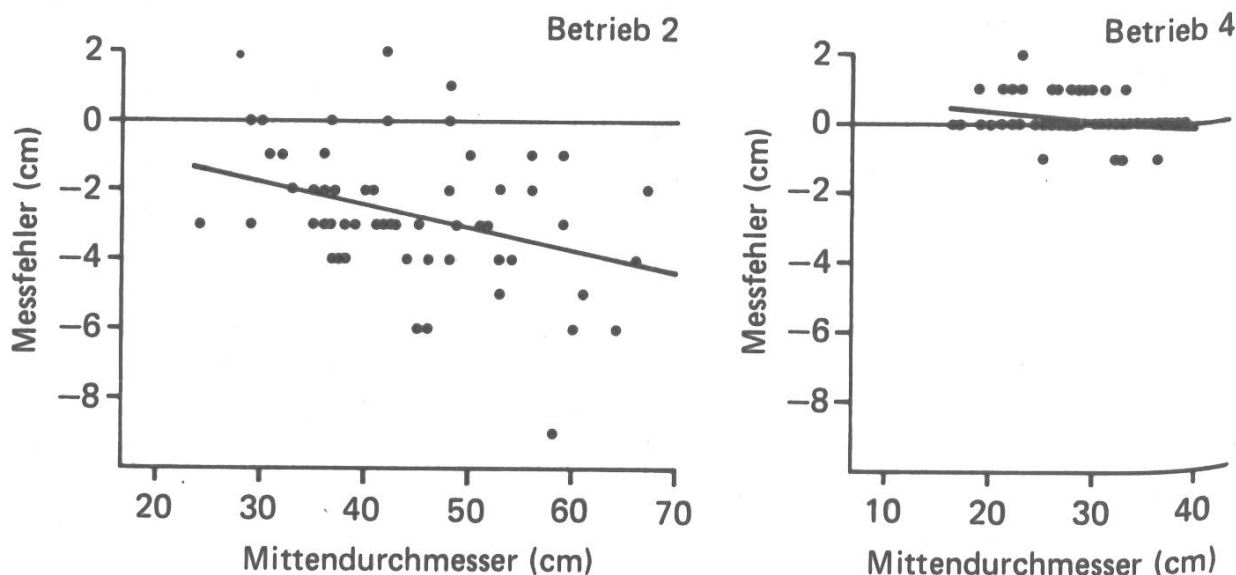 Betrieb 2
2
0
−2
−4
−6
−8
Messfehler (cm)
20 30 40 50 60 70
Mittendurchmesser (cm)
Betrieb 4
2
0
−2
−4
−6
−8
Messfehler (cm)
10 20 30 40
Mittendurchmesser (cm)